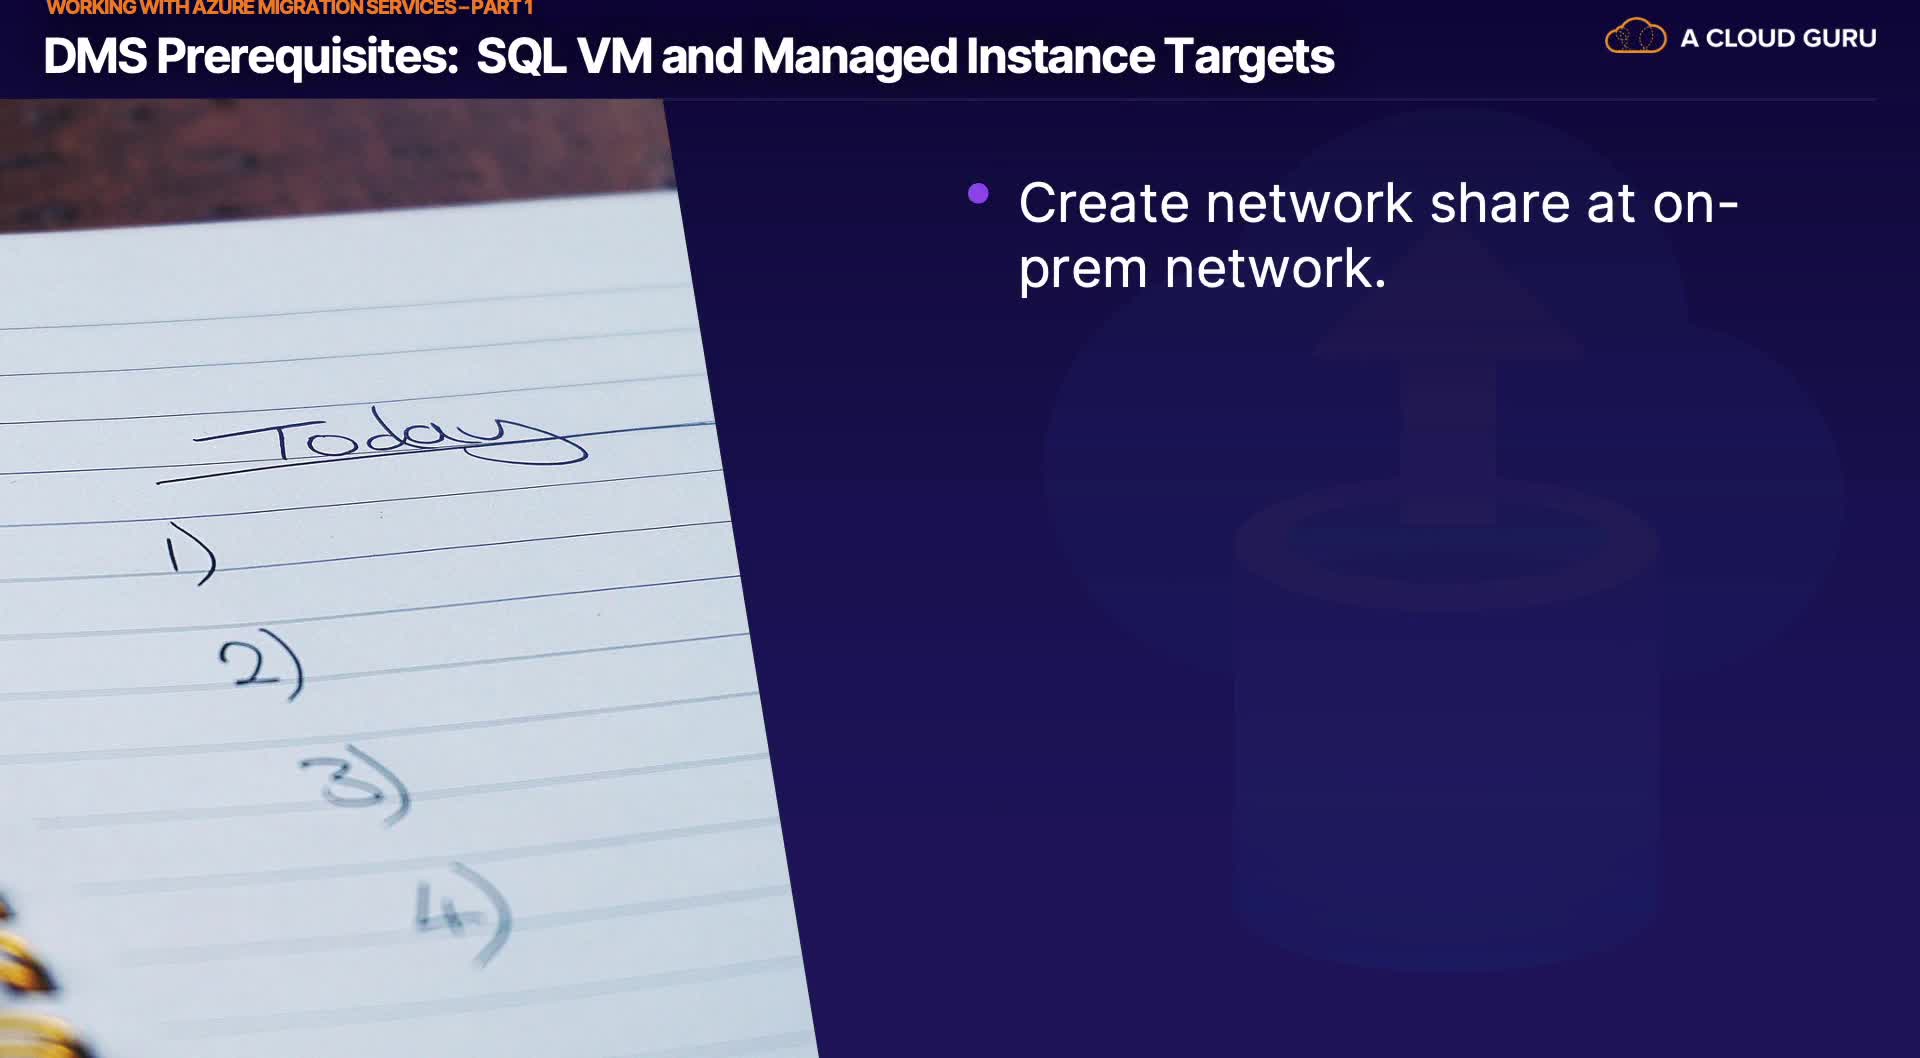 WORKING WITH AZURE MIGRATION SERVICES – PART 1
DMS Prerequisites: SQL VM and Managed Instance Targets
A CLOUD GURU
Create network share at on-
prem network.
Today
1)
2)
3)
4)